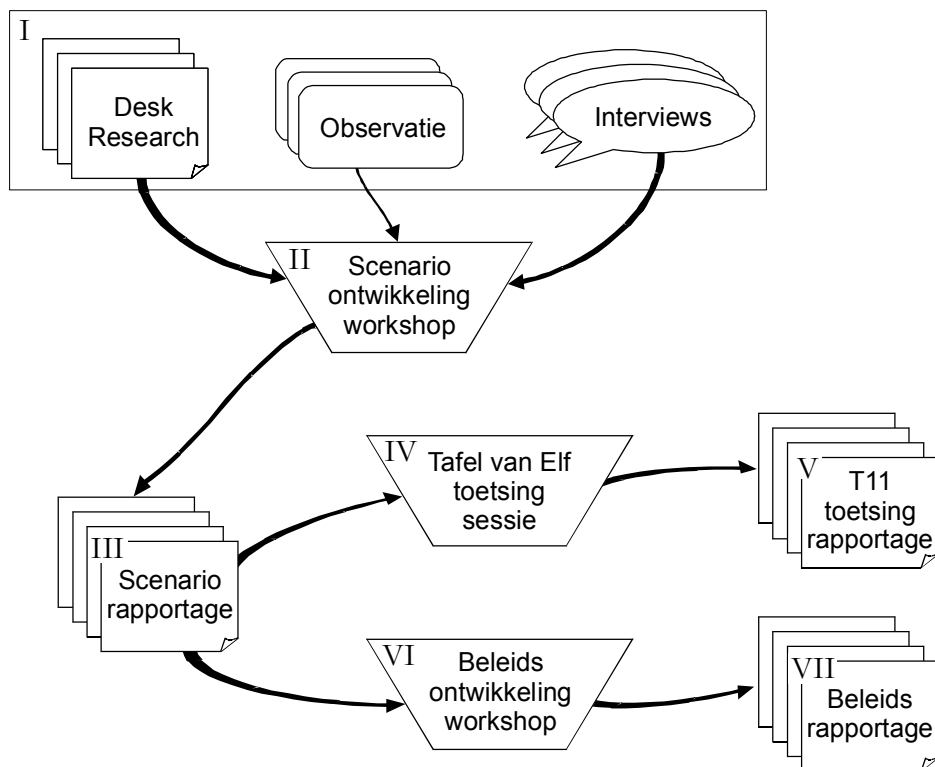 I
Desk
Research
Observatie
Interviews
II
Scenario
ontwikkeling
workshop
III
Scenario
rapportage
IV
Tafel van Elf
toetsing
sessie
V
T11
toetsing
rapportage
VI
Beleids
ontwikkeling
workshop
VII
Beleids
rapportage